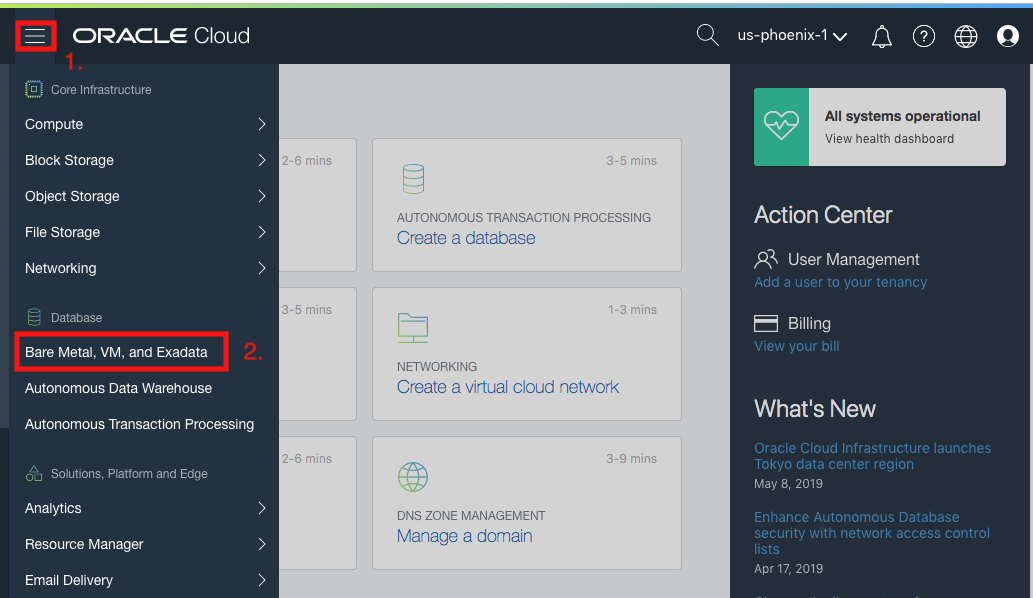 ORACLE Cloud
us-phoenix-1
?
1.
Core Infrastructure
Compute
Block Storage
Object Storage
File Storage
Networking
Database
Bare Metal, VM, and Exadata
2.
Autonomous Data Warehouse
Autonomous Transaction Processing
Solutions, Platform and Edge
Analytics
Resource Manager
Email Delivery
2-6 mins
3-5 mins
AUTONOMOUS TRANSACTION PROCESSING
Create a database
3-5 mins
1-3 mins
NETWORKING
Create a virtual cloud network
2-6 mins
3-9 mins
DNS ZONE MANAGEMENT
Manage a domain
All systems operational
View health dashboard
Action Center
User Management
Add a user to your tenancy
Billing
View your bill
What's New
Oracle Cloud Infrastructure launches
Tokyo data center region
May 8, 2019
Enhance Autonomous Database
security with network access control
lists
Apr 17, 2019